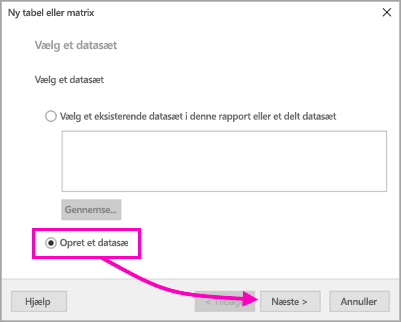 Ny tabel eller matrix
Vælg et datasæt
Vælg et datasæt
Vælg et eksisterende datasæt i denne rapport eller et delt datasæt
Gennemse...
Opret et datasæ
Hjælp
< Tilbage
Næste >
Annuller